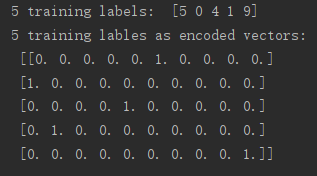 5 training labels:  [5 0 4 1 9]
5 training lables as encoded vectors:
[[0. 0. 0. 0. 0. 1. 0. 0. 0. 0.]
[1. 0. 0. 0. 0. 0. 0. 0. 0. 0.]
[0. 0. 0. 0. 1. 0. 0. 0. 0. 0.]
[0. 1. 0. 0. 0. 0. 0. 0. 0. 0.]
[0. 0. 0. 0. 0. 0. 0. 0. 0. 1.]]